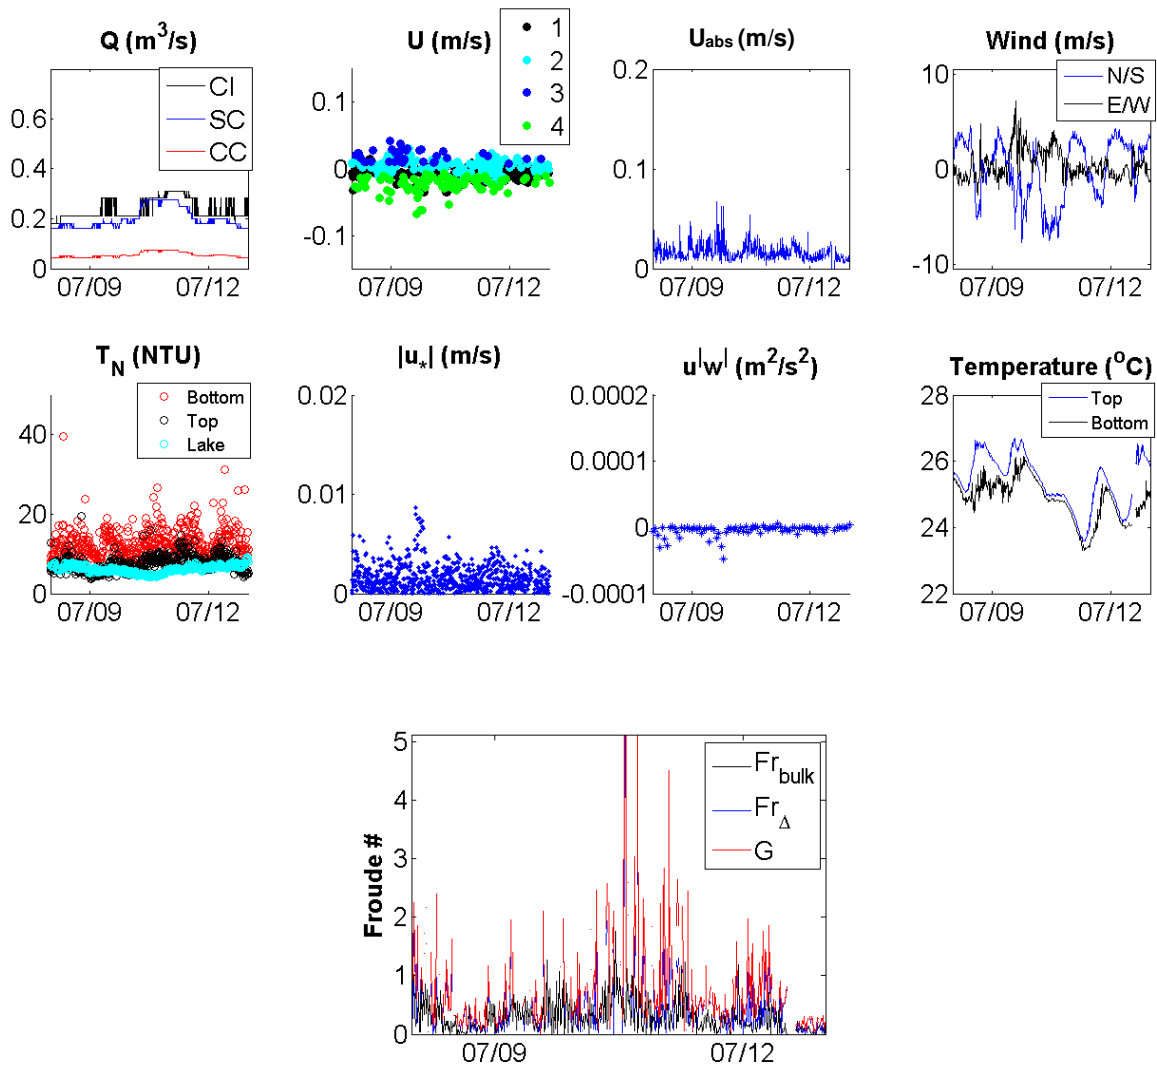 Q (m³/s)
0.6
0.4
0.2
0
07/09 07/12
CI
SC
CC
U (m/s)
0.1
0
-0.1
07/09 07/12
1
2
3
4
Uabs (m/s)
0.2
0.1
0
07/09 07/12
Wind (m/s)
10
0
-10
07/09 07/12
N/S
E/W
T_N (NTU)
40
20
0
07/09 07/12
Bottom
Top
Lake
|u_*| (m/s)
0.02
0.01
0
07/09 07/12
u|w| (m²/s²)
0.0002
0.0001
0
-0.0001
07/09 07/12
Temperature (°C)
28
26
24
22
07/09 07/12
Top
Bottom
Froude #
5
4
3
2
1
0
07/09 07/12
Fr_bulk
Fr_Δ
G